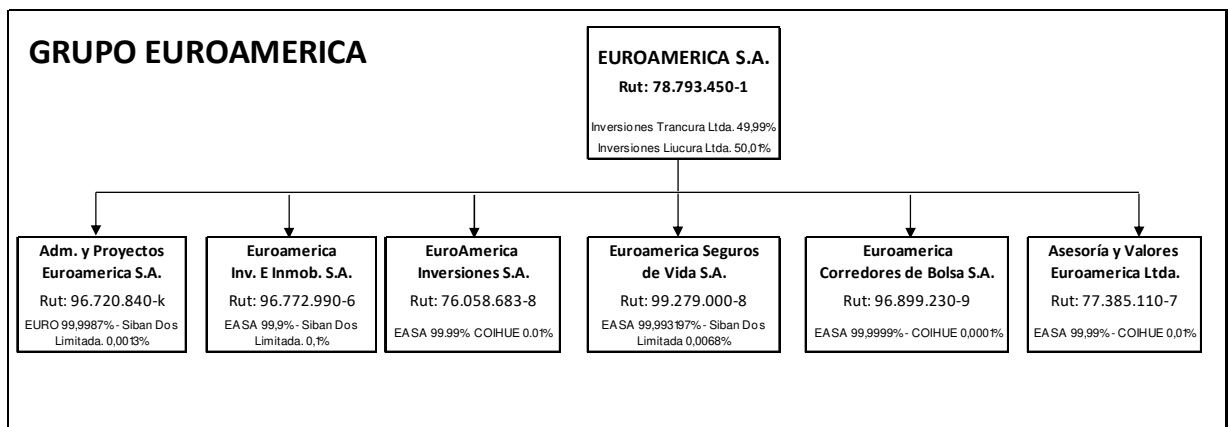 GRUPO EUROAMERICA
EUROAMERICA S.A.
Rut: 78.793.450-1
Inversiones Trancura Ltda. 49,99%
Inversiones Liucura Ltda. 50,01%
Adm. y Proyectos
Euroamerica S.A.
Rut: 96.720.840-k
EURO 99,9987% - Siban Dos
Limitada. 0,0013%
Euroamerica
Inv. E Inmob. S.A.
Rut: 96.772.990-6
EASA 99,9% - Siban Dos
Limitada. 0,1%
EuroAmerica
Inversiones S.A.
Rut: 76.058.683-8
EASA 99.99% COIHUE 0.01%
Euroamerica Seguros
de Vida S.A.
Rut: 99.279.000-8
EASA 99,993197% - Siban Dos
Limitada 0,0068%
Euroamerica
Corredores de Bolsa S.A.
Rut: 96.899.230-9
EASA 99,9999% - COIHUE 0,0001%
Asesoría y Valores
Euroamerica Ltda.
Rut: 77.385.110-7
EASA 99,99% - COIHUE 0,01%